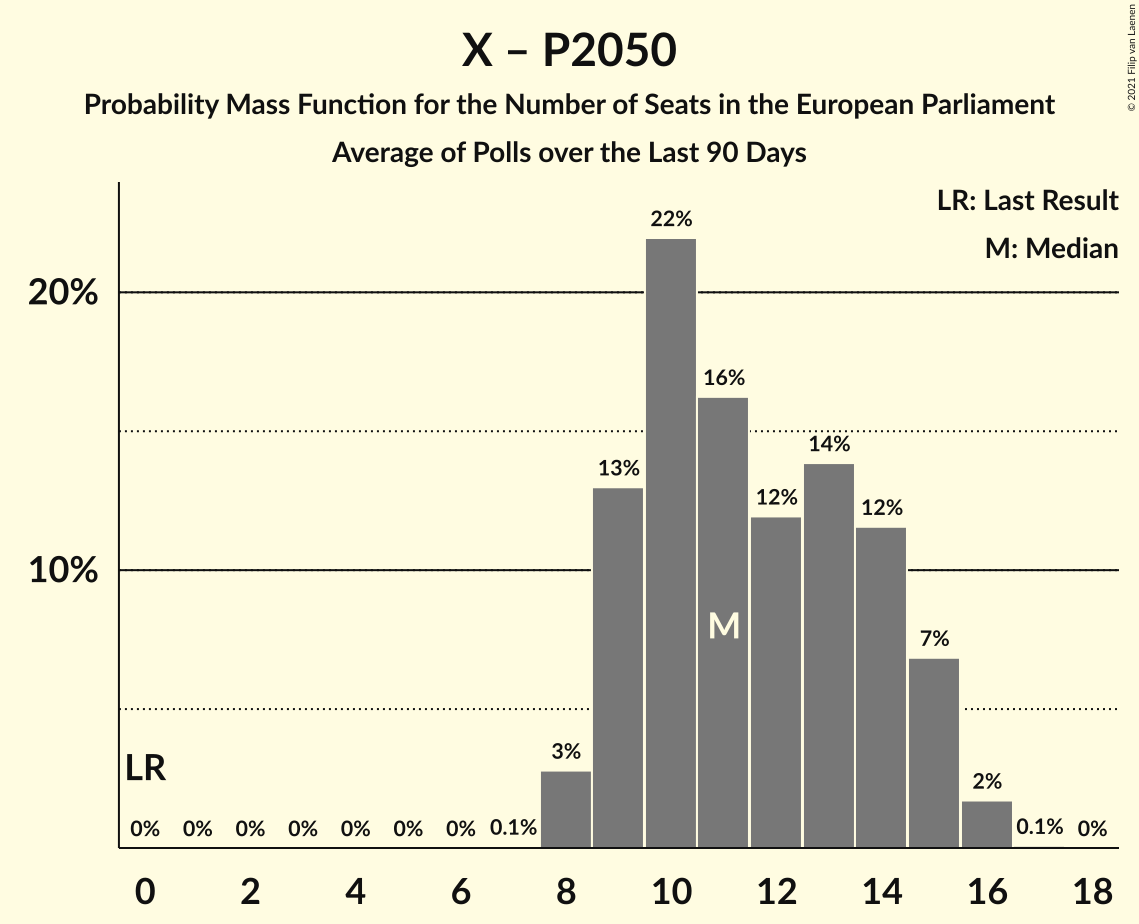 X – P2050
Probability Mass Function for the Number of Seats in the European Parliament
Average of Polls over the Last 90 Days
© 2021 Filip van Laenen
LR: Last Result
M: Median
20%
10%
22%
16%
13%
14%
12%
12%
7%
3%
2%
M
LR
0% 0% 0% 0% 0% 0% 0% 0.1% 0.1% 0%
0 2 4 6 8 10 12 14 16 18